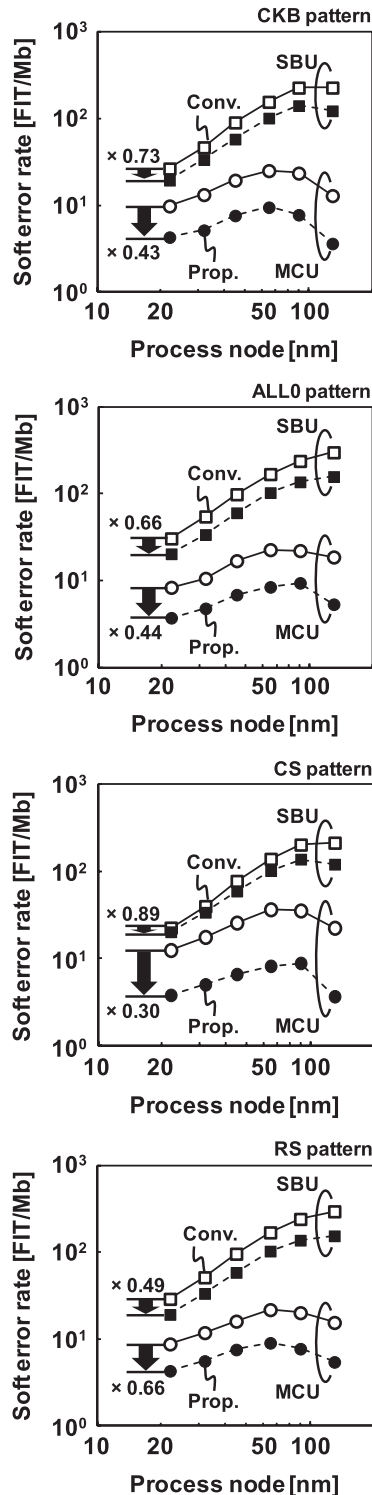 CKB pattern
10³
SBU
Conv.
10²
× 0.73
10¹
× 0.43
Prop.
MCU
10⁰
10 20 50 100
Soft error rate [FIT/Mb]
Process node [nm]
ALL0 pattern
10³
SBU
Conv.
10²
× 0.66
10¹
× 0.44
Prop.
MCU
10⁰
10 20 50 100
Soft error rate [FIT/Mb]
Process node [nm]
CS pattern
10³
SBU
Conv.
10²
× 0.89
10¹
× 0.30
Prop.
MCU
10⁰
10 20 50 100
Soft error rate [FIT/Mb]
Process node [nm]
RS pattern
10³
SBU
Conv.
10²
× 0.49
10¹
× 0.66
Prop.
MCU
10⁰
10 20 50 100
Soft error rate [FIT/Mb]
Process node [nm]